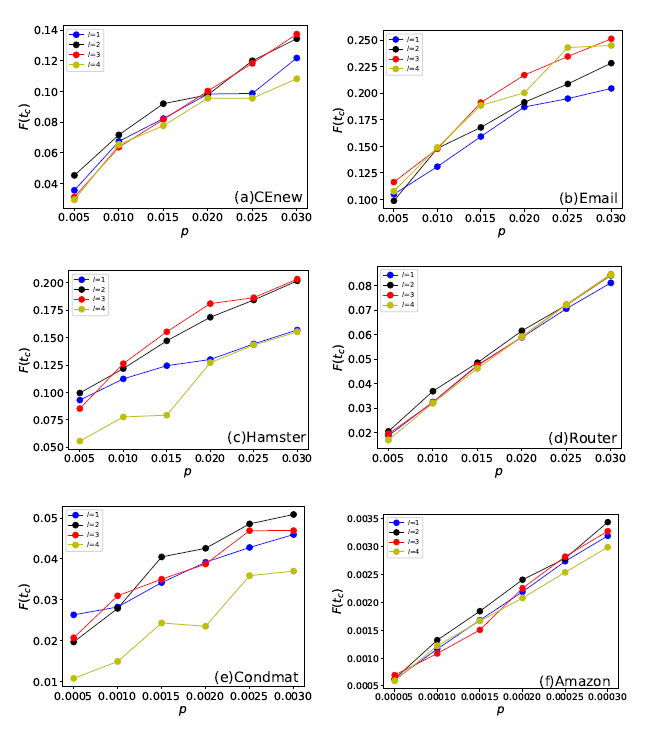 0.14
0.12
0.10
0.08
0.06
0.04
F(t_c)
l=1
l=2
l=3
l=4
(a)CEnew
0.005 0.010 0.015 0.020 0.025 0.030
p
0.250
0.225
0.200
0.175
0.150
0.125
0.100
F(t_c)
l=1
l=2
l=3
l=4
(b)Email
0.005 0.010 0.015 0.020 0.025 0.030
p
0.200
0.175
0.150
0.125
0.100
0.075
0.050
F(t_c)
l=1
l=2
l=3
l=4
(c)Hamster
0.005 0.010 0.015 0.020 0.025 0.030
p
0.08
0.07
0.06
0.05
0.04
0.03
0.02
F(t_c)
l=1
l=2
l=3
l=4
(d)Router
0.005 0.010 0.015 0.020 0.025 0.030
p
0.05
0.04
0.03
0.02
0.01
F(t_c)
l=1
l=2
l=3
l=4
(e)Condmat
0.0005 0.0010 0.0015 0.0020 0.0025 0.0030
p
0.0035
0.0030
0.0025
0.0020
0.0015
0.0010
0.0005
F(t_c)
l=1
l=2
l=3
l=4
(f)Amazon
0.00005 0.00010 0.00015 0.00020 0.00025 0.00030
p